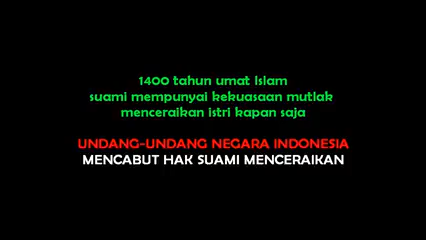 1400 tahun umat Islam
suami mempunyai kekuasaan mutlak
menceraikan istri kapan saja
UNDANG-UNDANG NEGARA INDONESIA
MENCABUT HAK SUAMI MENCERAIKAN